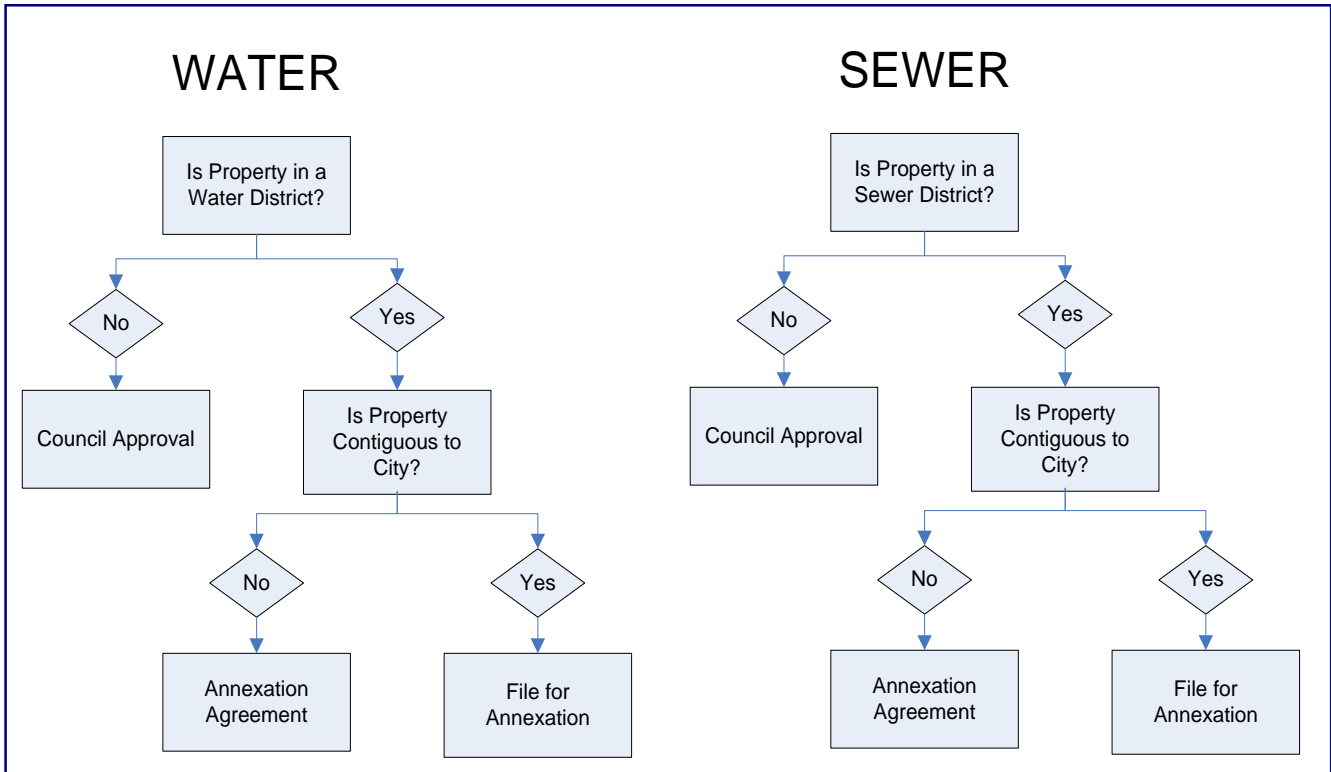 WATER
Is Property in a
Water District?
No
Yes
Council Approval
Is Property
Contiguous to
City?
No
Yes
Annexation
Agreement
File for
Annexation
SEWER
Is Property in a
Sewer District?
No
Yes
Council Approval
Is Property
Contiguous to
City?
No
Yes
Annexation
Agreement
File for
Annexation